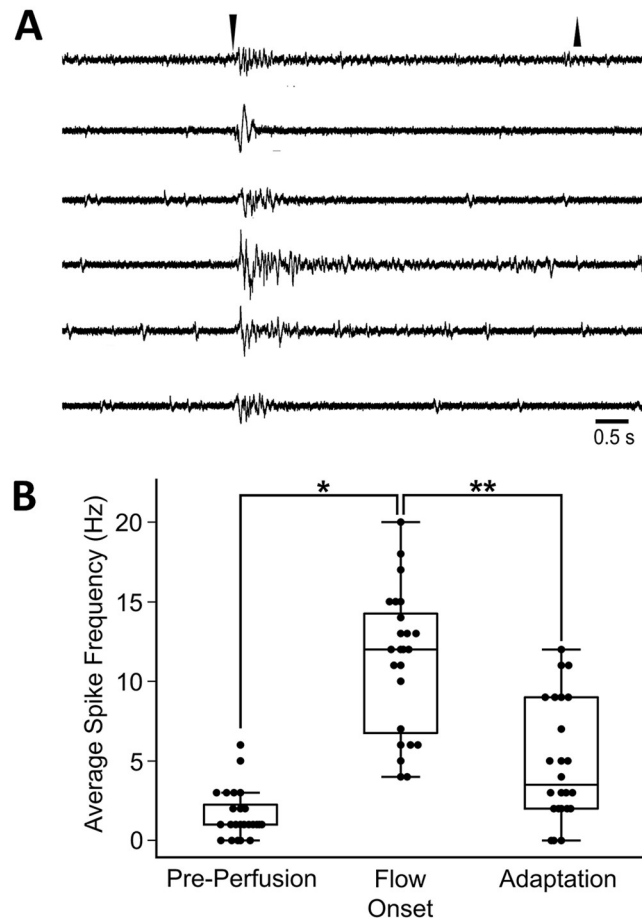 A
0.5 s
B
* **
Average Spike Frequency (Hz)
20
15
10
5
0
Pre-Perfusion Flow Onset Adaptation